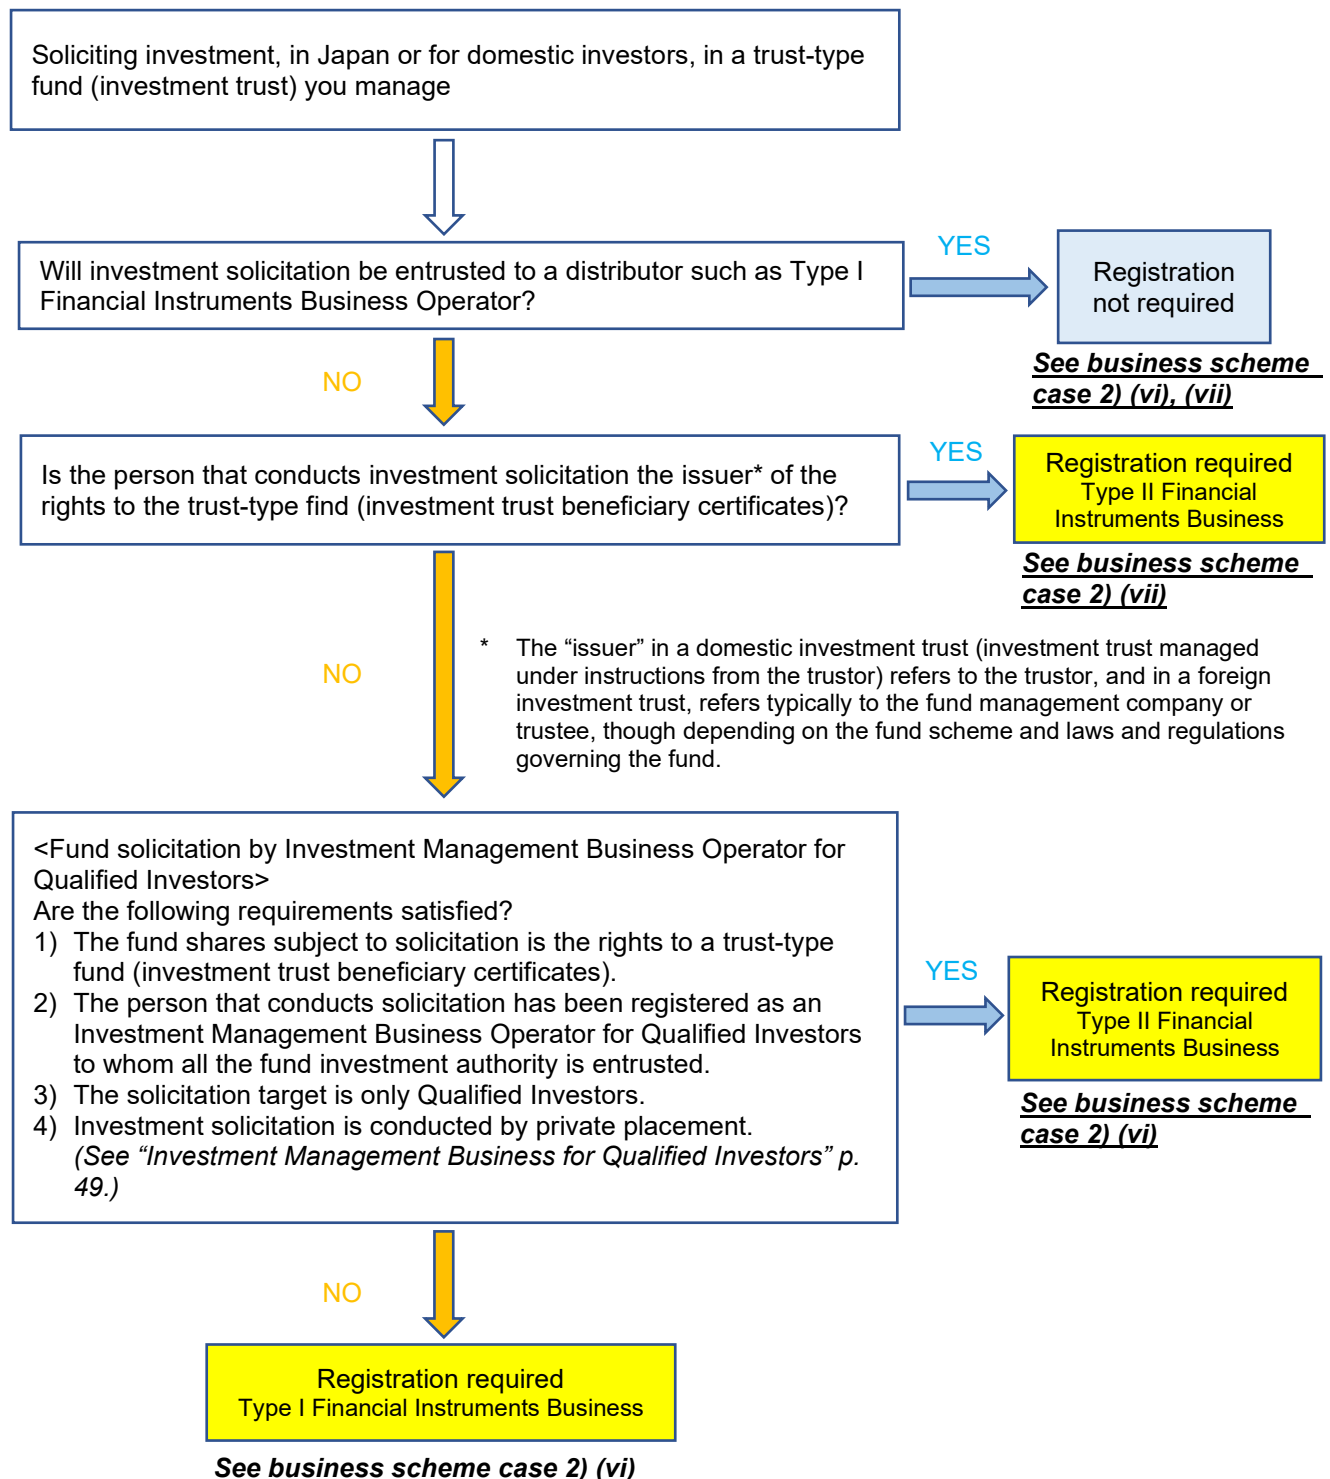 Soliciting investment, in Japan or for domestic investors, in a trust-type
fund (investment trust) you manage
Will investment solicitation be entrusted to a distributor such as Type I
Financial Instruments Business Operator?
YES
Registration
not required
See business scheme
case 2) (vi), (vii)
NO
Is the person that conducts investment solicitation the issuer* of the
rights to the trust-type find (investment trust beneficiary certificates)?
YES
Registration required
Type II Financial
Instruments Business
See business scheme
case 2) (vii)
NO
* The “issuer” in a domestic investment trust (investment trust managed
under instructions from the trustor) refers to the trustor, and in a foreign
investment trust, refers typically to the fund management company or
trustee, though depending on the fund scheme and laws and regulations
governing the fund.
<Fund solicitation by Investment Management Business Operator for
Qualified Investors>
Are the following requirements satisfied?
1) The fund shares subject to solicitation is the rights to a trust-type
fund (investment trust beneficiary certificates).
2) The person that conducts solicitation has been registered as an
Investment Management Business Operator for Qualified Investors
to whom all the fund investment authority is entrusted.
3) The solicitation target is only Qualified Investors.
4) Investment solicitation is conducted by private placement.
(See “Investment Management Business for Qualified Investors” p.
49.)
YES
Registration required
Type II Financial
Instruments Business
See business scheme
case 2) (vi)
NO
Registration required
Type I Financial Instruments Business
See business scheme case 2) (vi)